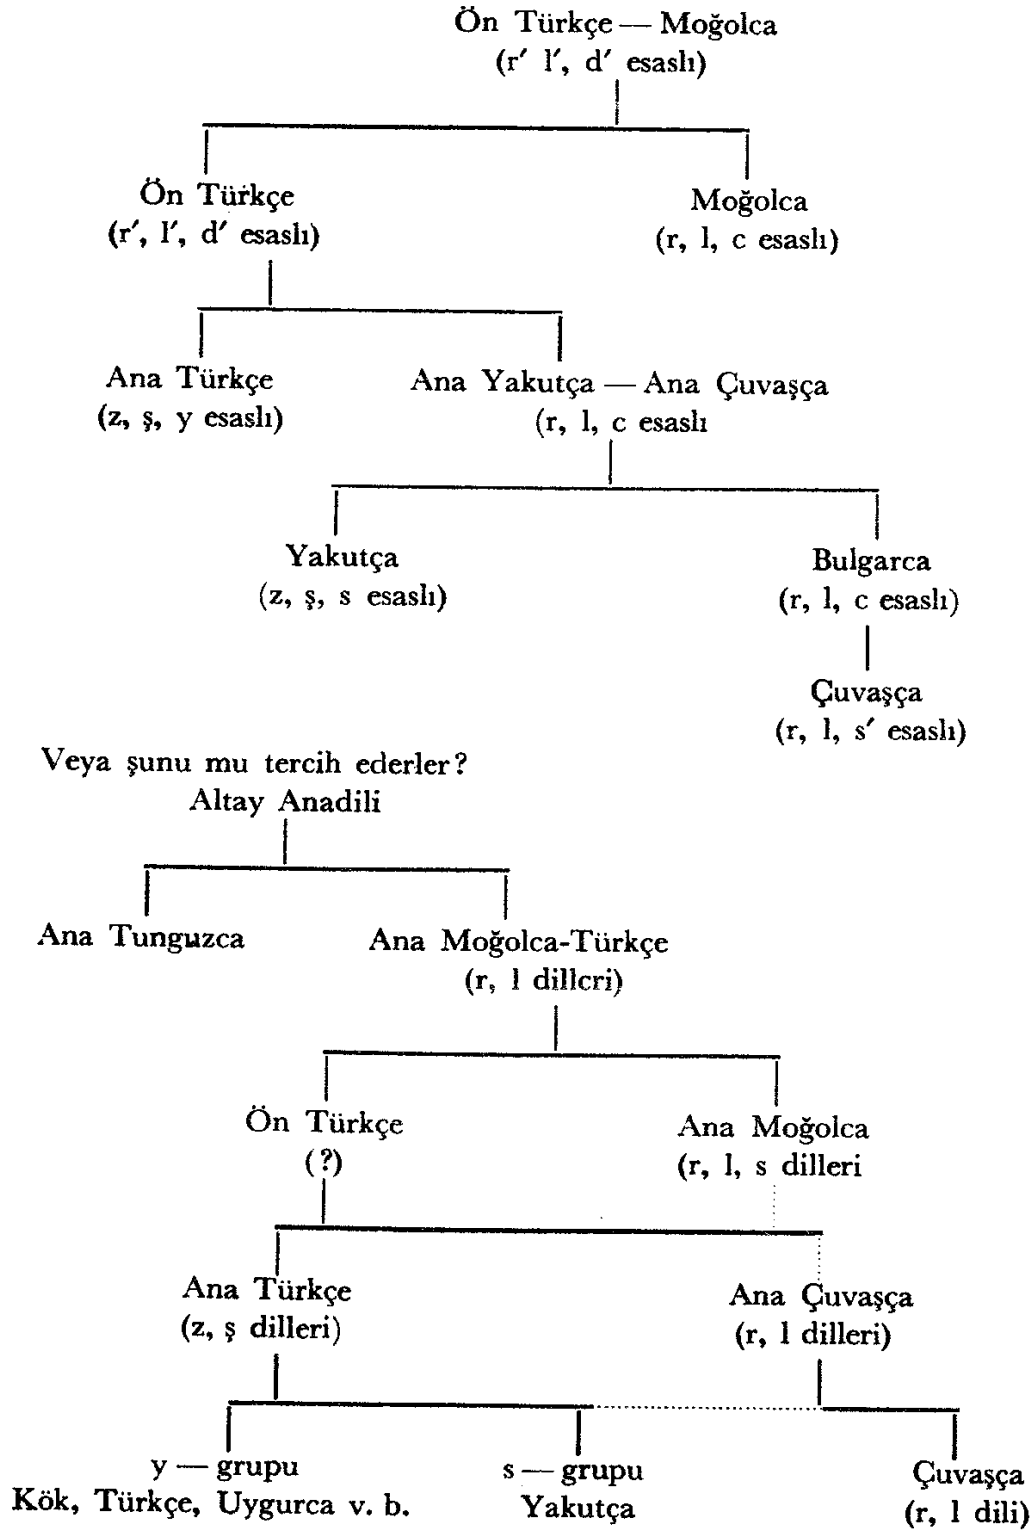 Ön Türkçe — Moğolca
(r′ l′, d′ esaslı)
Ön Türkçe
(r′, l′, d′ esaslı)
Moğolca
(r, l, c esaslı)
Ana Türkçe
(z, ş, y esaslı)
Ana Yakutça — Ana Çuvaşça
(r, l, c esaslı
Yakutça
(z, ş, s esaslı)
Bulgarca
(r, l, c esaslı)
Çuvaşça
(r, l, s′ esaslı)
Veya şunu mu tercih ederler?
Altay Anadili
Ana Tunguzca
Ana Moğolca-Türkçe
(r, l dilleri)
Ön Türkçe
(?)
Ana Moğolca
(r, l, s dilleri
Ana Türkçe
(z, ş dilleri)
Ana Çuvaşça
(r, l dilleri)
y — grupu
Kök, Türkçe, Uygurca v. b.
s — grupu
Yakutça
Çuvaşça
(r, l dili)